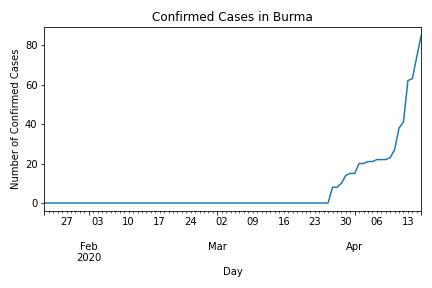 Confirmed Cases in Burma
Number of Confirmed Cases
80
60
40
20
0
27 03 10 17 24 02 09 16 23 30 06 13
Feb Mar Apr
2020
Day